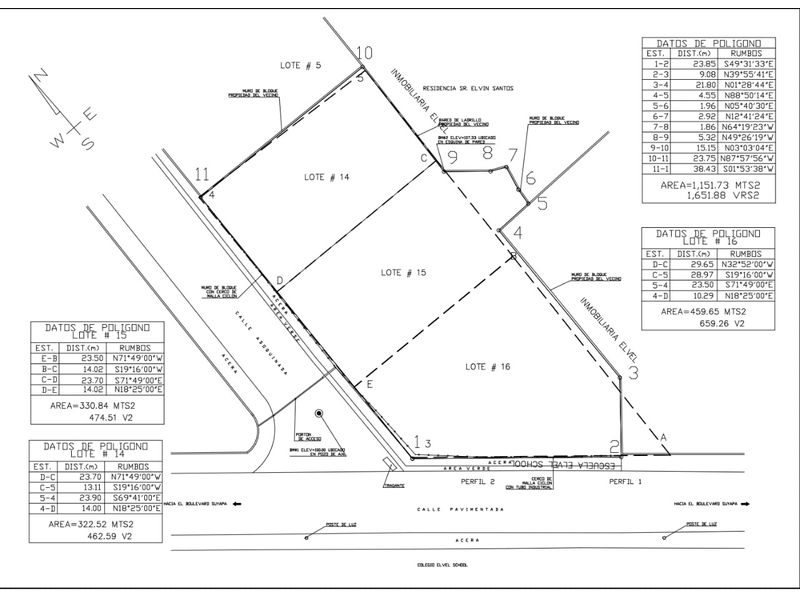 10
LOTE # 5
5
INMOBILIARIA ELVEL
RESIDENCIA SR. ELVIN SANTOS
MURO DE BLOQUE
PROPIEDAD DEL VECINO
PARED DE LADRILLO
PROPIEDAD DEL VECINO
MURO DE BLOQUE
PROPIEDAD DEL VECINO
BM#2 ELEV=107.33 UBICADO
EN ESQUINA DE PARED
N
E
W
S
C
9
8
7
6
5
4
11
4
LOTE # 14
D
LOTE # 15
B
MURO DE BLOQUE
CON CERCO DE
MALLA CICLON
MURO DE BLOQUE
PROPIEDAD DEL VECINO
INMOBILIARIA ELVEL
ACERA
AREA VERDE
CALLE ADOQUINADA
ACERA
LOTE # 16
E
3
PORTON
DE ACCESO
BM#1 ELEV=100.00 UBICADO
EN POZO DE A.N.
1
3
2
A
ACERA
ESCUELA ELVEL SCHOOL
AREA VERDE
TRAGANTE
PERFIL 2
CERCO DE
MALLA CICLON
CON TUBO INDUSTRIAL
PERFIL 1
HACIA EL BOULEVARD SUYAPA
HACIA EL BOULEVARD SUYAPA
CALLE PAVIMENTADA
POSTE DE LUZ
POSTE DE LUZ
ACERA
COLEGIO ELVEL SCHOOL
DATOS DE POLIGONO
EST. DIST.(m) RUMBOS
1-2 23.85 S49°31'33"E
2-3 9.08 N39°55'41"E
3-4 21.80 N01°28'44"E
4-5 4.55 N88°50'14"E
5-6 1.96 N05°40'30"E
6-7 2.92 N12°41'24"E
7-8 1.86 N64°19'23"W
8-9 5.32 N49°26'19"W
9-10 15.15 N03°03'04"E
10-11 23.75 N87°57'56"W
11-1 38.43 S01°53'38"W
AREA=1,151.73 MTS2
1,651.88 VRS2
DATOS DE POLIGONO
LOTE # 16
EST. DIST.(m) RUMBOS
D-C 29.65 N32°52'00"W
C-5 28.97 S19°16'00"W
5-4 23.50 S71°49'00"E
4-D 10.29 N18°25'00"E
AREA=459.65 MTS2
659.26 V2
DATOS DE POLIGONO
LOTE # 15
EST. DIST.(m) RUMBOS
E-B 23.50 N71°49'00"W
B-C 14.02 S19°16'00"W
C-D 23.70 S71°49'00"E
D-E 14.02 N18°25'00"E
AREA=330.84 MTS2
474.51 V2
DATOS DE POLIGONO
LOTE # 14
EST. DIST.(m) RUMBOS
D-C 23.70 N71°49'00"W
C-5 13.11 S19°16'00"W
5-4 23.90 S69°41'00"E
4-D 14.00 N18°25'00"E
AREA=322.52 MTS2
462.59 V2